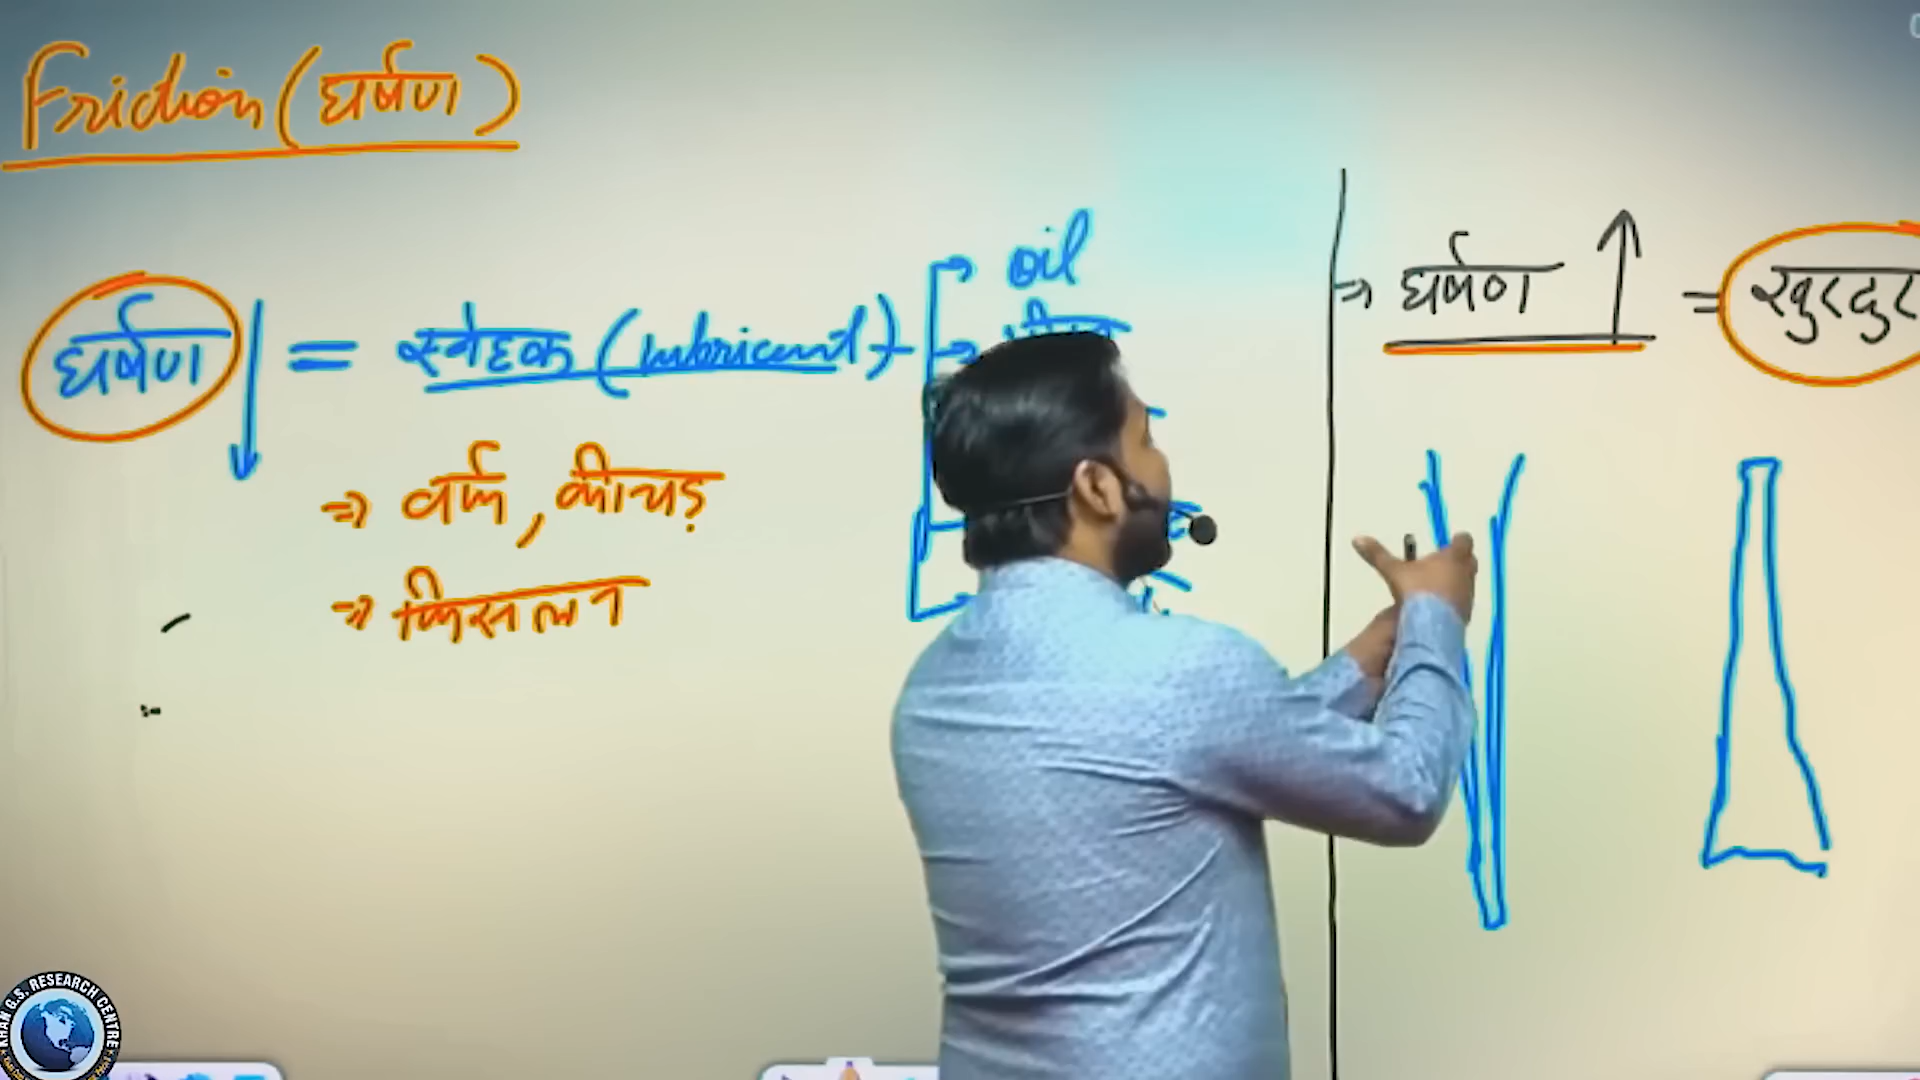 Friction (घर्षण)
घर्षण ↓ = स्नेहक (lubricant) → oil
⇒ वर्फ, कीचड़
⇒ फिसलन
⇒ घर्षण ↑ = खुरदुर
KHAN G.S. RESEARCH CENTRE